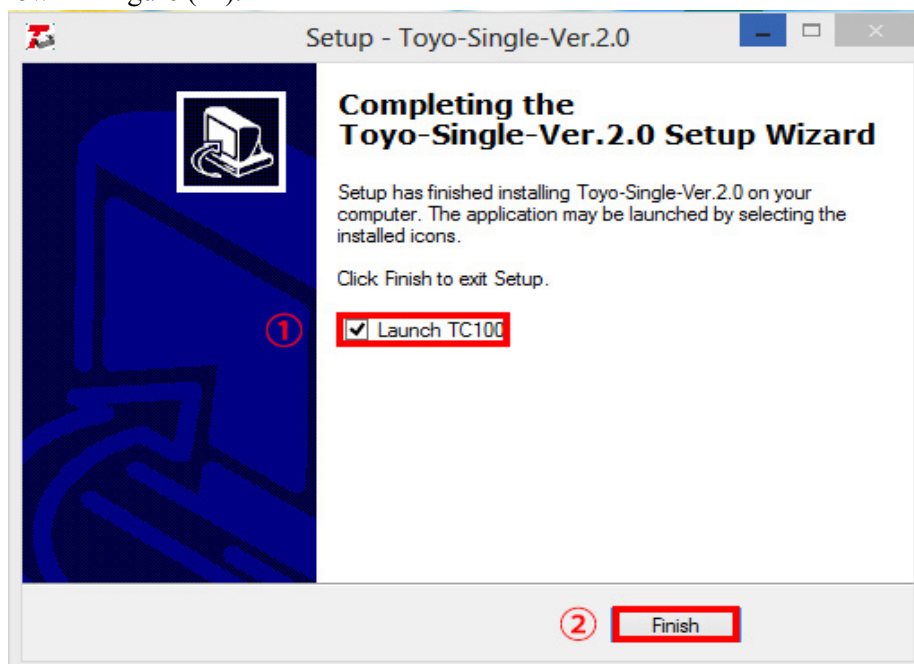 Setup - Toyo-Single-Ver.2.0
Completing the
Toyo-Single-Ver.2.0 Setup Wizard
Setup has finished installing Toyo-Single-Ver.2.0 on your
computer. The application may be launched by selecting the
installed icons.
Click Finish to exit Setup.
① Launch TC100
② Finish